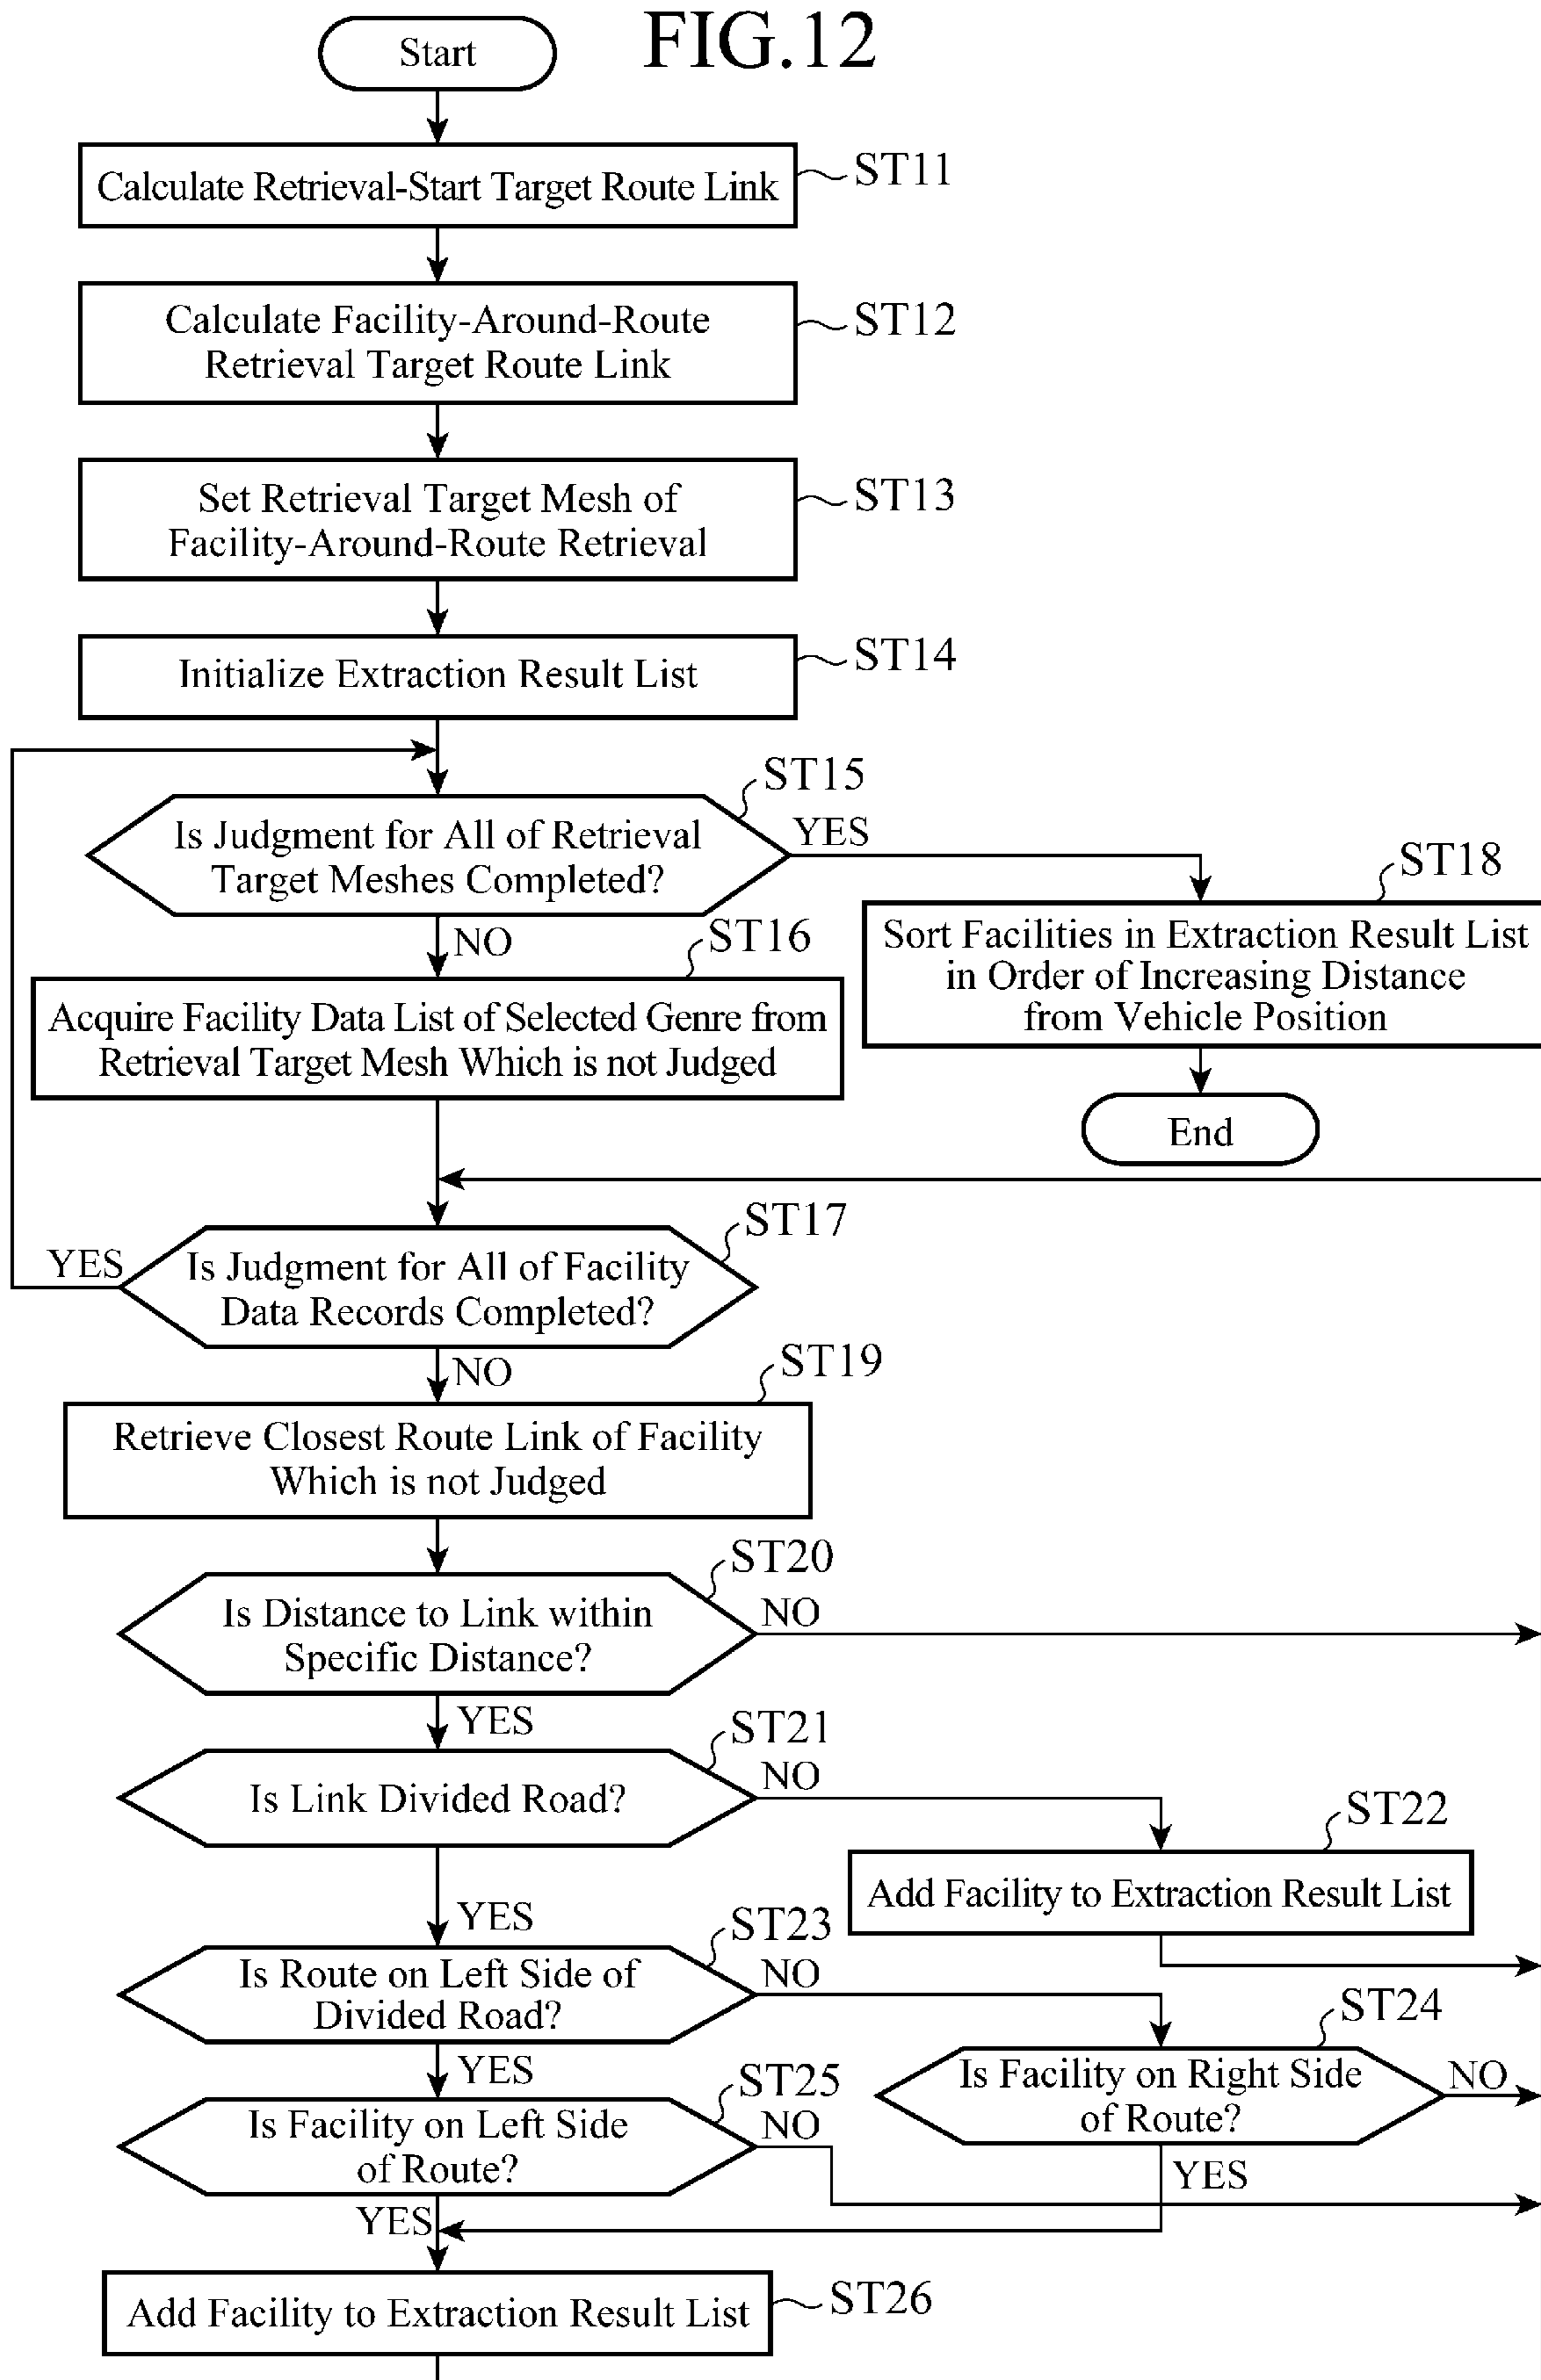 FIG.12
Start
Calculate Retrieval-Start Target Route Link
ST11
Calculate Facility-Around-Route
Retrieval Target Route Link
ST12
Set Retrieval Target Mesh of
Facility-Around-Route Retrieval
ST13
Initialize Extraction Result List
ST14
ST15
Is Judgment for All of Retrieval
Target Meshes Completed?
YES
NO
ST18
Sort Facilities in Extraction Result List
in Order of Increasing Distance
from Vehicle Position
End
ST16
Acquire Facility Data List of Selected Genre from
Retrieval Target Mesh Which is not Judged
ST17
YES
Is Judgment for All of Facility
Data Records Completed?
NO
ST19
Retrieve Closest Route Link of Facility
Which is not Judged
ST20
Is Distance to Link within
Specific Distance?
NO
YES
ST21
Is Link Divided Road?
NO
YES
ST22
Add Facility to Extraction Result List
ST23
Is Route on Left Side of
Divided Road?
NO
YES
ST24
Is Facility on Right Side
of Route?
NO
YES
ST25
Is Facility on Left Side
of Route?
NO
YES
Add Facility to Extraction Result List
ST26